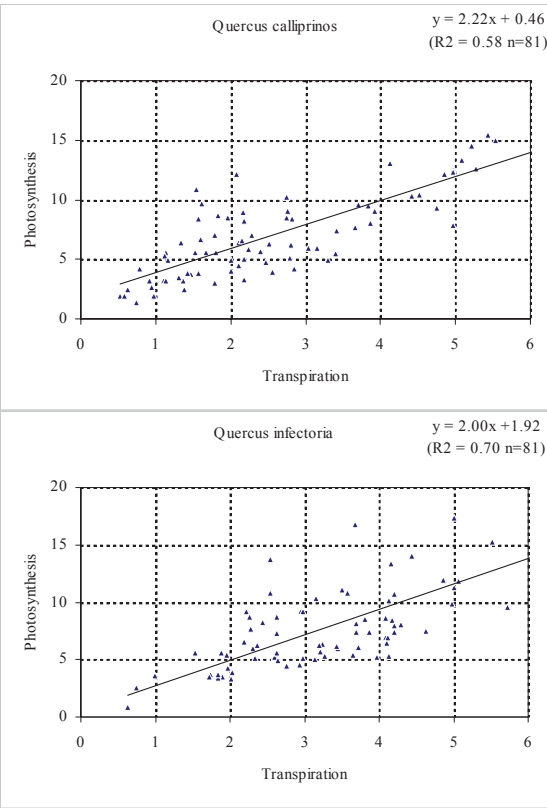 Quercus calliprinos
y = 2.22x + 0.46
(R2 = 0.58 n=81)
20
15
10
5
0
Photosynthesis
0 1 2 3 4 5 6
Transpiration
Quercus infectoria
y = 2.00x +1.92
(R2 = 0.70 n=81)
20
15
10
5
0
Photosynthesis
0 1 2 3 4 5 6
Transpiration